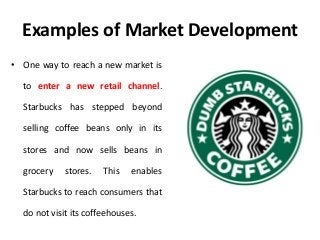 Examples of Market Development
• One way to reach a new market is
to enter a new retail channel.
Starbucks has stepped beyond
selling coffee beans only in its
stores and now sells beans in
grocery stores. This enables
Starbucks to reach consumers that
do not visit its coffeehouses.
DUMB STARBUCKS
COFFEE